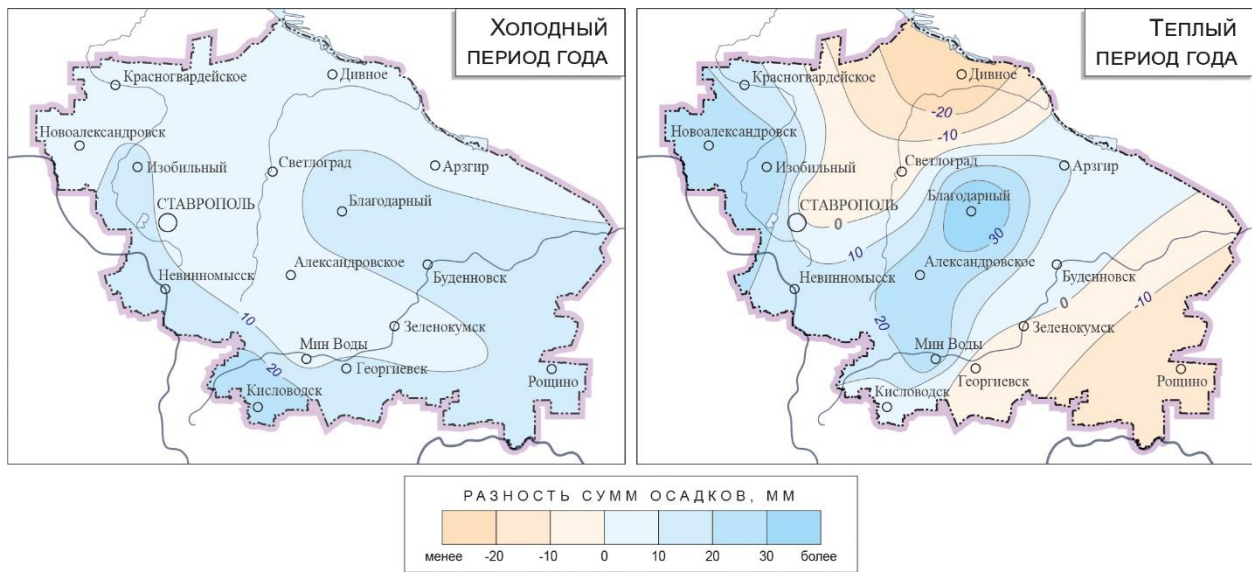 ХОЛОДНЫЙ
ПЕРИОД ГОДА
Дивное
Красногвардейское
Новоалександровск
Изобильный
Светлоград
Арзгир
СТАВРОПОЛЬ
Благодарный
Александровское
Буденновск
Невинномысск
10
Зеленокумск
Мин Воды
Георгиевск
20
Кисловодск
Рощино
ТЕПЛЫЙ
ПЕРИОД ГОДА
Дивное
Красногвардейское
-20
-10
Новоалександровск
Изобильный
Светлоград
Арзгир
СТАВРОПОЛЬ
Благодарный
0
30
10
Александровское
Буденновск
Невинномысск
0
-10
20
Зеленокумск
Мин Воды
Георгиевск
Кисловодск
Рощино
РАЗНОСТЬ СУММ ОСАДКОВ, ММ
менее -20 -10 0 10 20 30 более